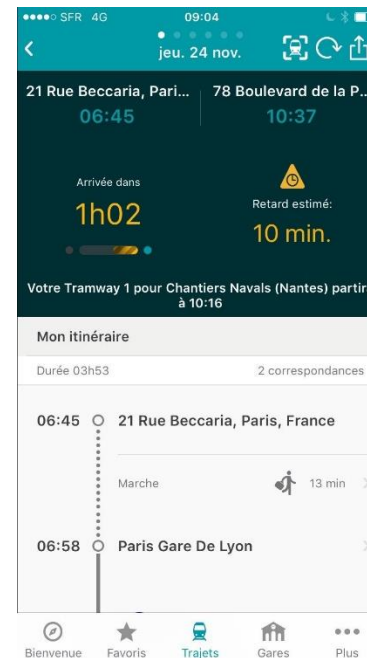 SFR 4G 09:04
jeu. 24 nov.
21 Rue Beccaria, Pari... 78 Boulevard de la P..
06:45 10:37
Arrivée dans
1h02
Retard estimé:
10 min.
Votre Tramway 1 pour Chantiers Navals (Nantes) partir
à 10:16
Mon itinéraire
Durée 03h53 2 correspondances
06:45 21 Rue Beccaria, Paris, France
Marche 13 min
06:58 Paris Gare De Lyon
Bienvenue Favoris Trajets Gares Plus